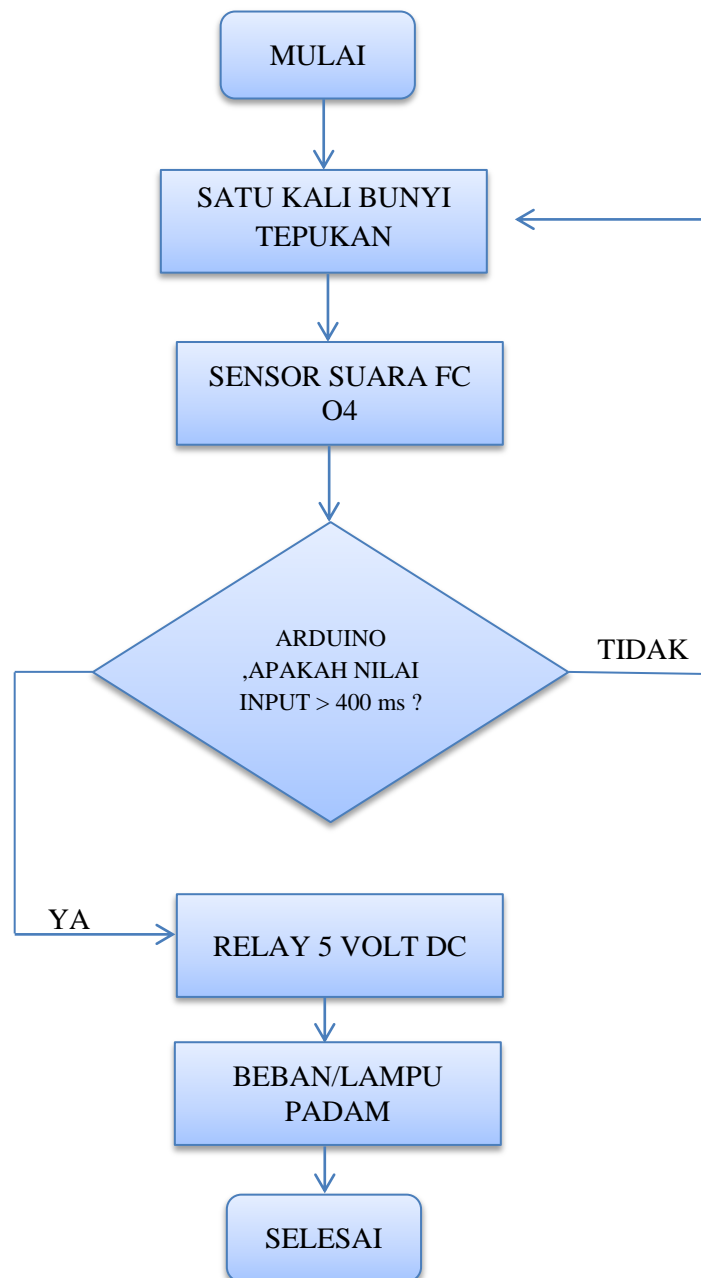 MULAI
SATU KALI BUNYI
TEPUKAN
SENSOR SUARA FC
O4
ARDUINO
,APAKAH NILAI
INPUT > 400 ms ?
TIDAK
YA
RELAY 5 VOLT DC
BEBAN/LAMPU
PADAM
SELESAI